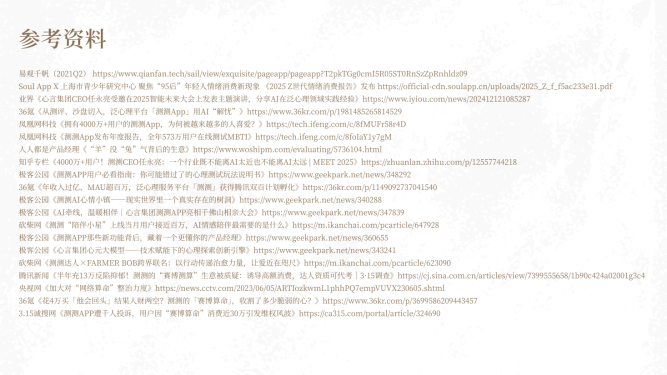 参考资料
易观千帆（2021Q2） https://www.qianfan.tech/sail/view/exquisite/pageapp/pageapp?T2pkTGg0cmI5R05ST0RnSzZpRnhIdz09
Soul App X 上海市青少年研究中心 聚焦“95后”年轻人情绪消费新现象 《2025 Z世代情绪消费报告》发布 https://official-cdn.soulapp.cn/uploads/2025_Z_f_f5ac233e31.pdf
业界《心言集团CEO任永亮受邀在2025智能未来大会上发表主题演讲，分享AI在泛心理领域实践经验》https://www.iyiou.com/news/202412121085287
36氪《从测评、沙盘切入，泛心理平台「测测App」用AI“解忧”》https://www.36kr.com/p/1981485265814529
凤凰网科技《拥有4000万+用户的测测App，为何被越来越多的人喜爱？》https://tech.ifeng.com/c/8fMUFr58r4D
凤凰网科技《测测App发布年度报告，全年573万用户在线测试MBTI》https://tech.ifeng.com/c/8foIaY1y7gM
人人都是产品经理《 “羊”没“兔”气背后的生意》https://www.woshipm.com/evaluating/5736104.html
知乎专栏《4000万+用户！测测CEO任永亮：一个行业既不能离AI太近也不能离AI太远 | MEET 2025》https://zhuanlan.zhihu.com/p/12557744218
极客公园《测测APP用户必看指南：你可能错过了的心理测试玩法说明书》https://www.geekpark.net/news/348292
36氪《年收入过亿、MAU超百万，泛心理服务平台「测测」获得腾讯双百计划孵化》https://36kr.com/p/1149092737041540
极客公园《测测AI心情小镇——现实世界里一个真实存在的树洞》https://www.geekpark.net/news/340288
极客公园《AI牵线，温暖相伴｜心言集团测测APP亮相千佛山相亲大会》https://www.geekpark.net/news/347839
砍柴网《测测“陪伴小星”上线当月用户接近百万，AI情感陪伴最需要的是什么》https://m.ikanchai.com/pcarticle/647928
极客公园《测测APP那些新功能背后，藏着一个更懂你的产品经理》https://www.geekpark.net/news/360655
极客公园《心言集团心元大模型——技术赋能下的心理探索创新引擎》https://www.geekpark.net/news/343241
砍柴网《测测达人×FARMER BOB跨界联名：以行动传递治愈力量，让爱近在咫尺》https://m.ikanchai.com/pcarticle/623090
腾讯新闻《半年充13万反陷抑郁！测测的“赛博测算”生意被质疑：诱导高额消费，达人资质可代考｜3·15调查》https://cj.sina.com.cn/articles/view/7399555658/1b90c424a02001g3c4
央视网《加大对“网络算命”整治力度》https://news.cctv.com/2023/06/05/ARTIozkwmL1phhPQ7empVUVX230605.shtml
36氪《花4万买「他会回头」结果人财两空？测测的「赛博算命」，收割了多少脆弱的心？》https://www.36kr.com/p/3699586209443457
3.15诚搜网《测测APP遭千人投诉，用户因“赛博算命”消费近30万引发维权风波》https://ca315.com/portal/article/324690